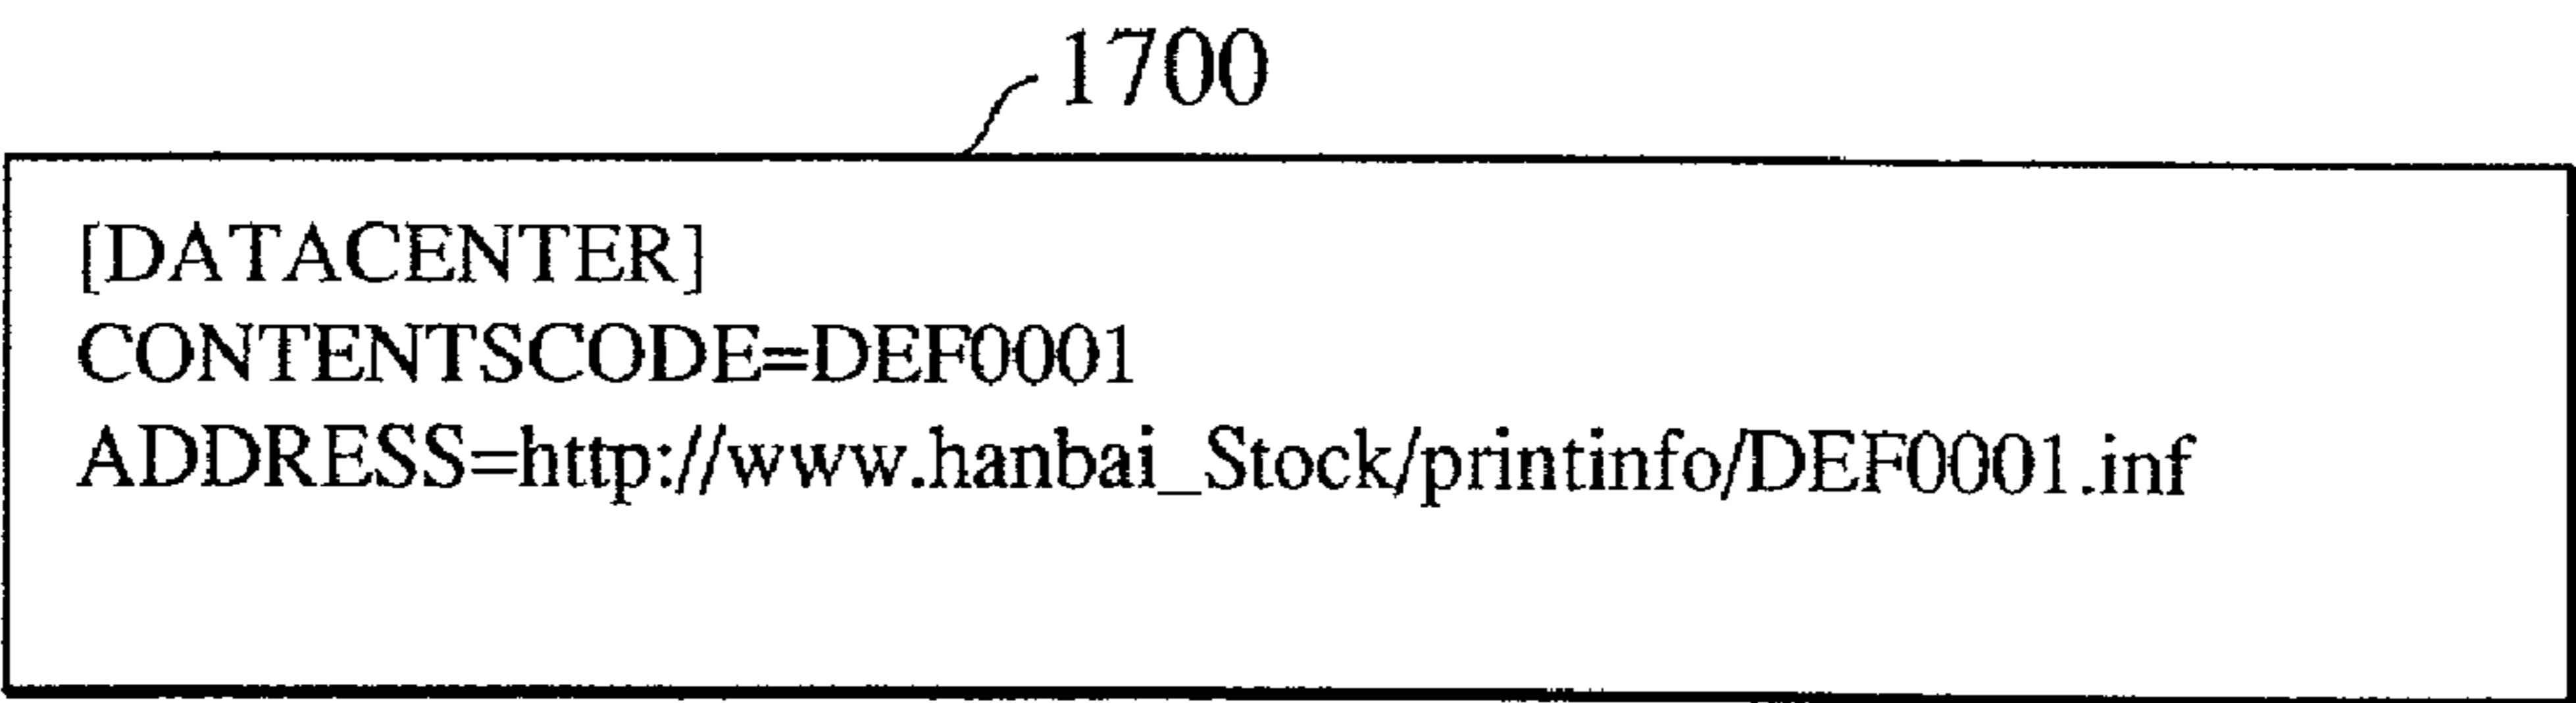 1700
[DATACENTER]
CONTENTSCODE=DEF0001
ADDRESS=http://www.hanbai_Stock/printinfo/DEF0001.inf